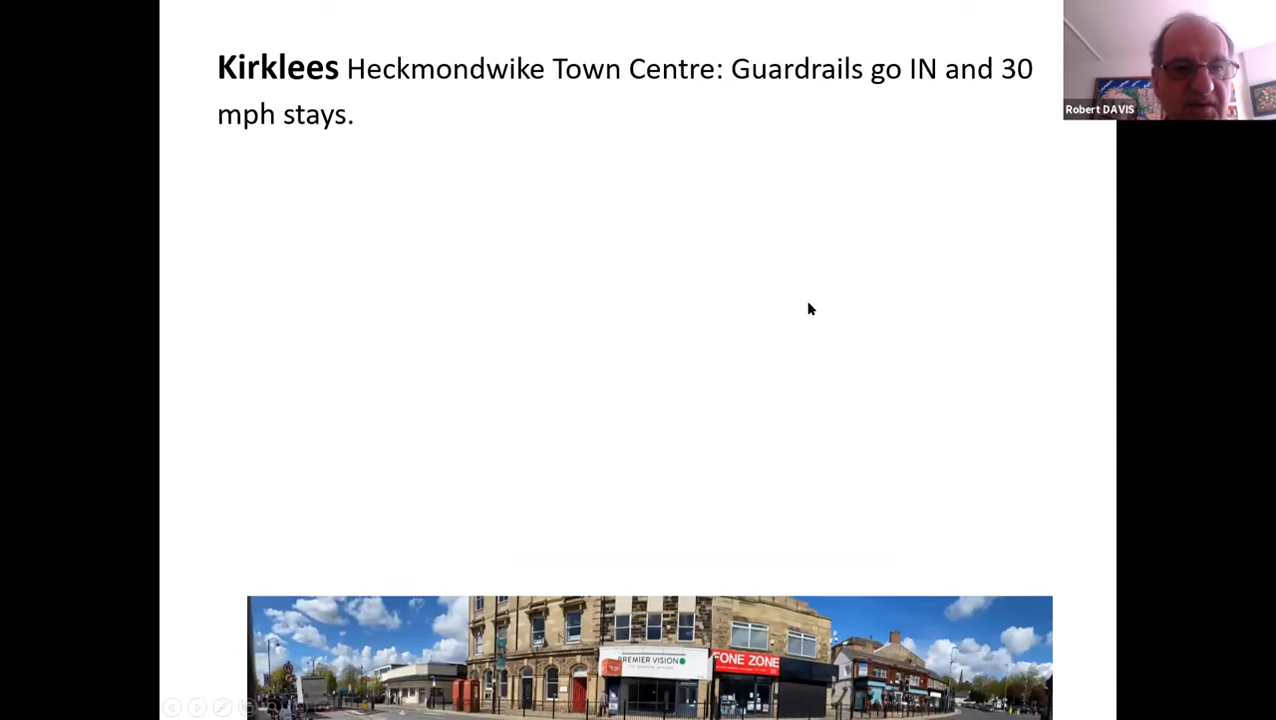 Kirklees Heckmondwike Town Centre: Guardrails go IN and 30
mph stays.
Robert DAVIS
PREMIER VISION
FONE ZONE